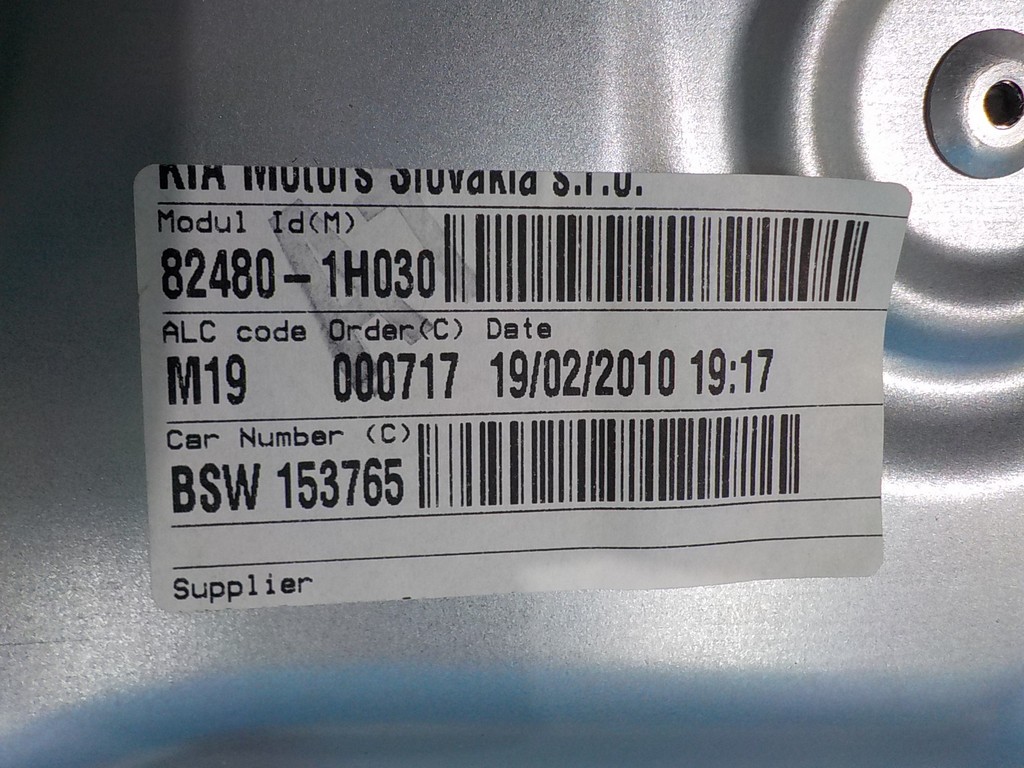 KIA Motors Slovakia s.r.o.
Modul Id(M)
82480-1H030
ALC code Order(C) Date
M19 000717 19/02/2010 19:17
Car Number (C)
BSW 153765
Supplier